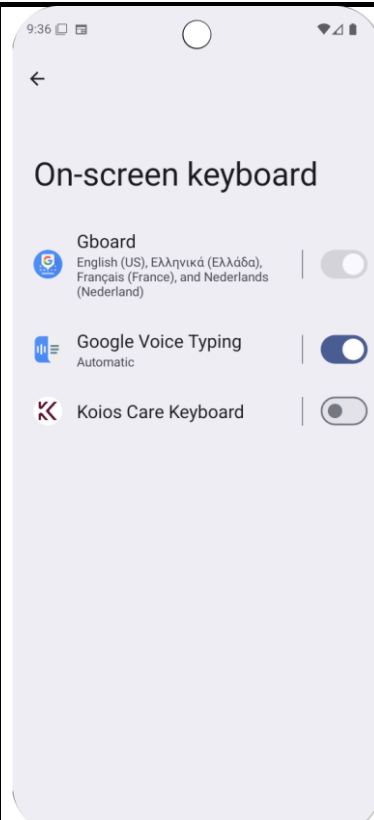 9:36
On-screen keyboard
Gboard
English (US), Ελληνικά (Ελλάδα),
Français (France), and Nederlands
(Nederland)
Google Voice Typing
Automatic
Koios Care Keyboard